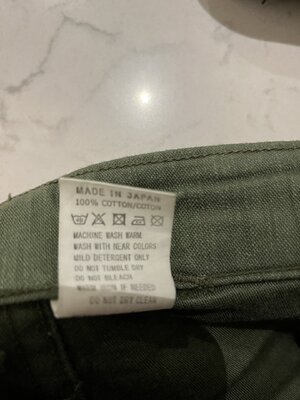 MADE IN JAPAN
100% COTTON/COTON
MACHINE WASH WARM
WASH WITH NEAR COLORS
MILD DETERGENT ONLY
DO NOT TUMBLE DRY
DO NOT BLEACH
WARM IRON IF NEEDED
DO NOT DRY CLEAN